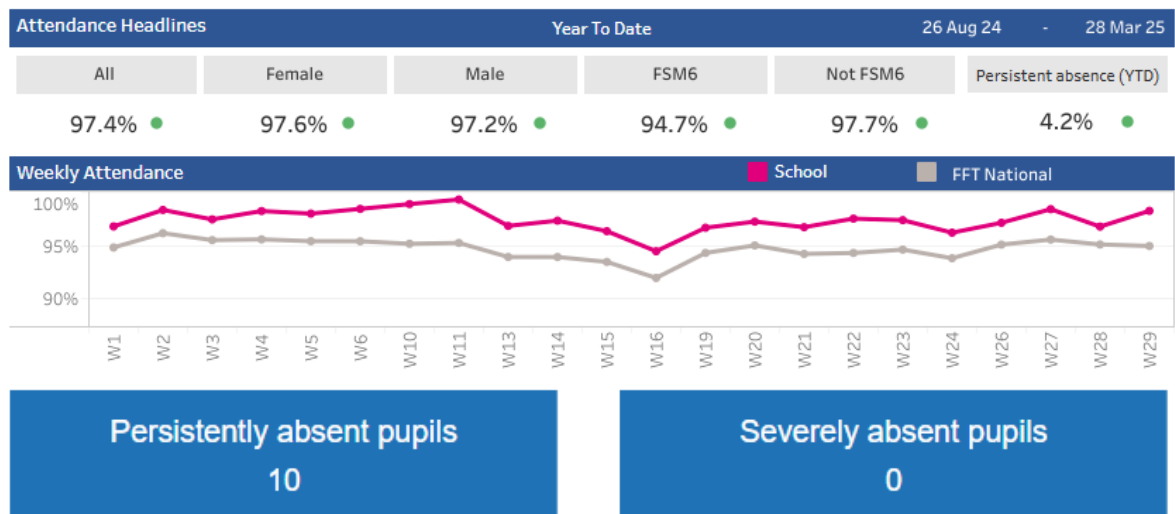 Attendance Headlines Year To Date 26 Aug 24 - 28 Mar 25
All Female Male FSM6 Not FSM6 Persistent absence (YTD)
97.4% 97.6% 97.2% 94.7% 97.7% 4.2%
Weekly Attendance School FFT National
100%
95%
90%
W1 W2 W3 W4 W5 W6 W10 W11 W13 W14 W15 W16 W19 W20 W21 W22 W23 W24 W26 W27 W28 W29
Persistently absent pupils
10
Severely absent pupils
0